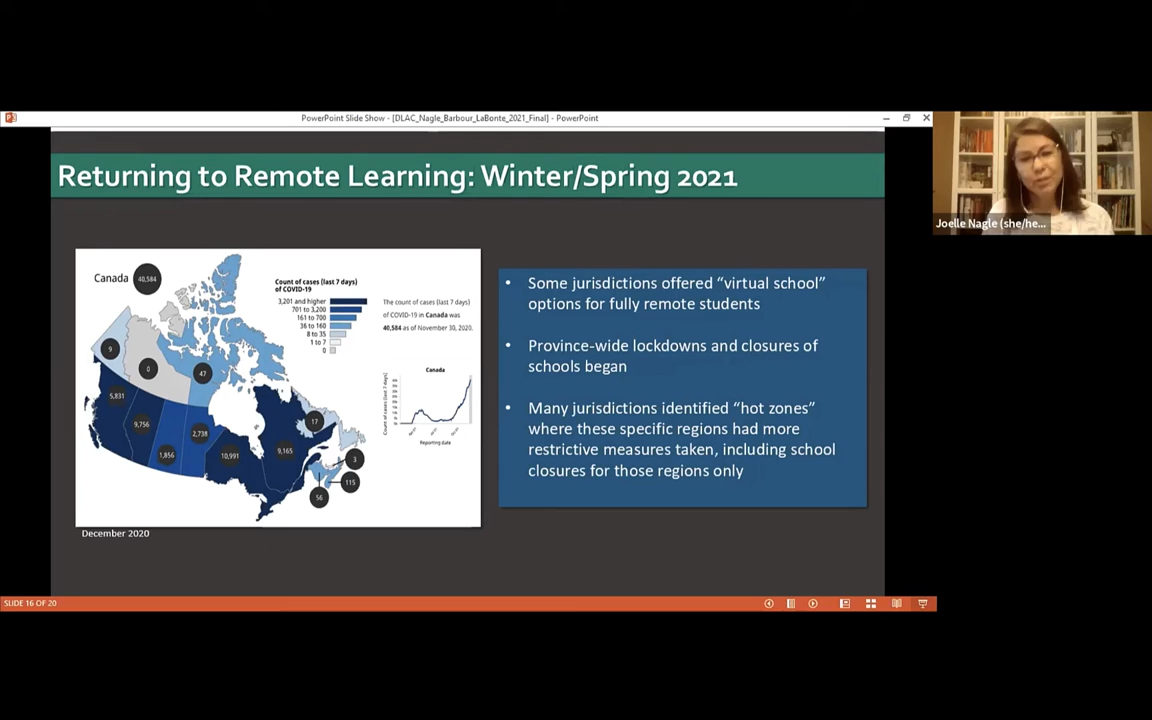 PowerPoint Slide Show - [DLAC_Nagle_Barbour_LaBonte_2021_Final] - PowerPoint
Returning to Remote Learning: Winter/Spring 2021
Canada
40,584
Count of cases (last 7 days)
of COVID-19
3,201 and higher
701 to 3,200
161 to 700
36 to 160
8 to 35
1 to 7
0
The count of cases (last 7 days)
of COVID-19 in Canada was
40,584 as of November 30, 2020.
9
0
47
5,831
9,756
1,856
2,738
10,991
9,165
17
3
115
56
Canada
Count of cases (last 7 days)
Reporting date
December 2020
• Some jurisdictions offered “virtual school”
options for fully remote students
• Province-wide lockdowns and closures of
schools began
• Many jurisdictions identified “hot zones”
where these specific regions had more
restrictive measures taken, including school
closures for those regions only
Joelle Nagle (she/he...
SLIDE 16 OF 20